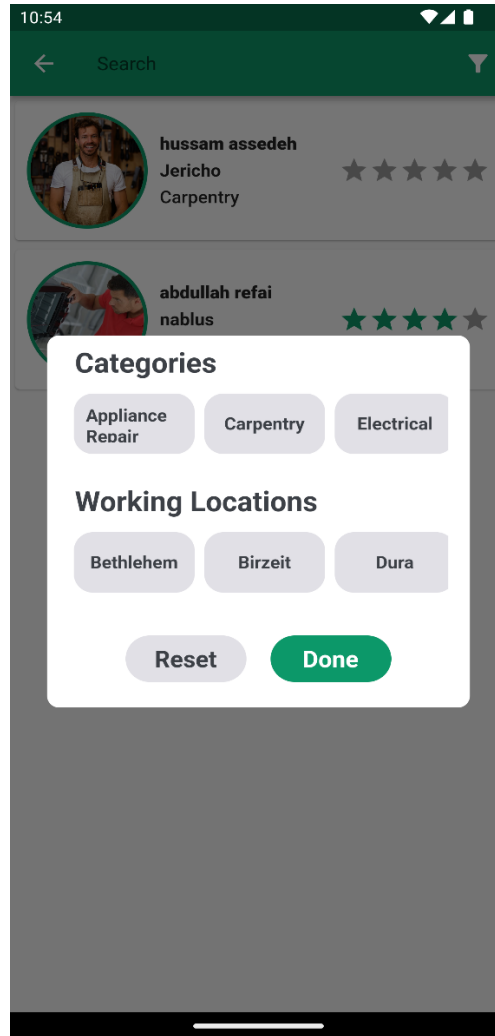 10:54
Search
hussam assedeh
Jericho
Carpentry
abdullah refai
nablus
Categories
Appliance
Repair
Carpentry
Electrical
Working Locations
Bethlehem
Birzeit
Dura
Reset
Done